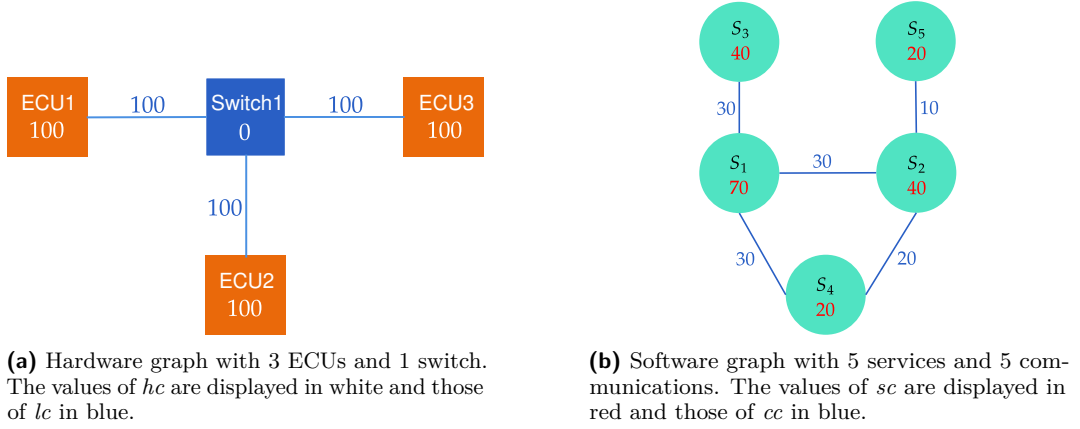 ECU1
100
100
Switch1
0
100
ECU3
100
100
ECU2
100
(a) Hardware graph with 3 ECUs and 1 switch.
The values of hc are displayed in white and those
of lc in blue.
S3
40
S5
20
30
10
S1
70
30
S2
40
30
20
S4
20
(b) Software graph with 5 services and 5 com-
munications. The values of sc are displayed in
red and those of cc in blue.